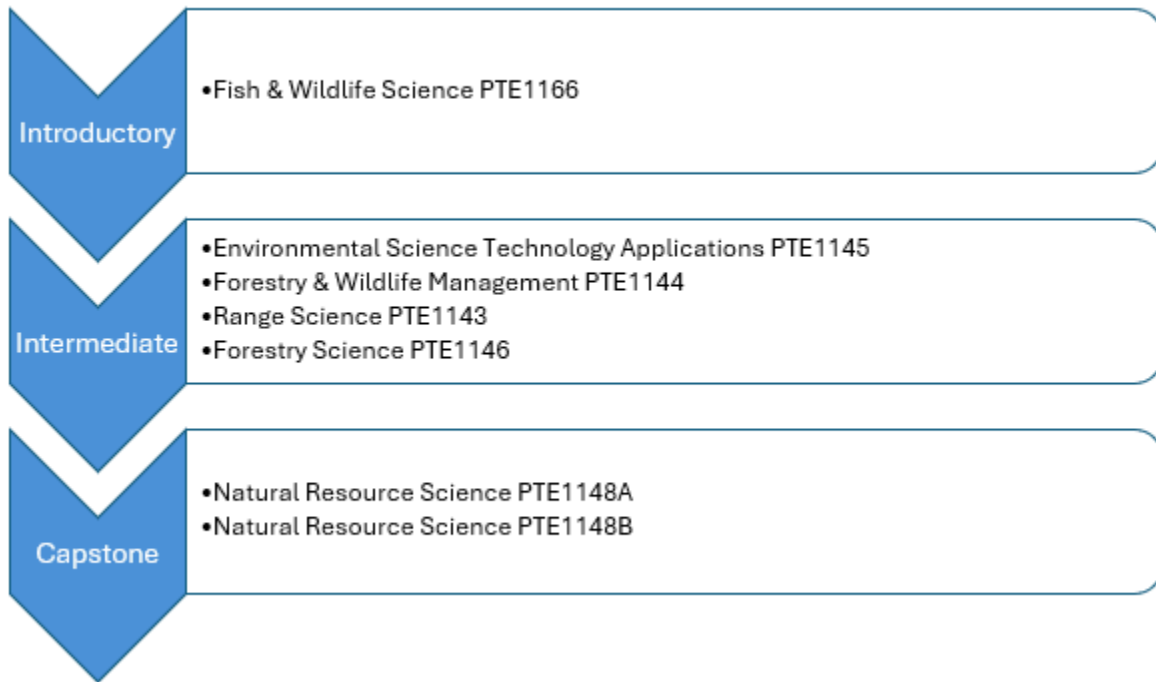 Introductory
•Fish & Wildlife Science PTE1166
Intermediate
•Environmental Science Technology Applications PTE1145
•Forestry & Wildlife Management PTE1144
•Range Science PTE1143
•Forestry Science PTE1146
Capstone
•Natural Resource Science PTE1148A
•Natural Resource Science PTE1148B